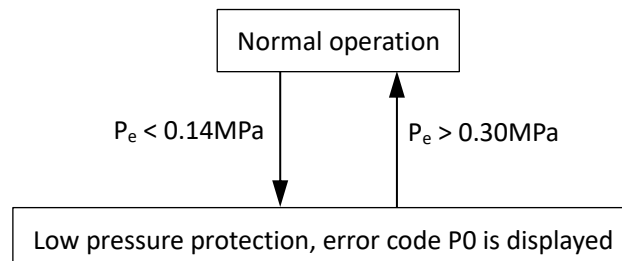 Normal operation
Pₑ < 0.14MPa
Pₑ > 0.30MPa
Low pressure protection, error code P0 is displayed